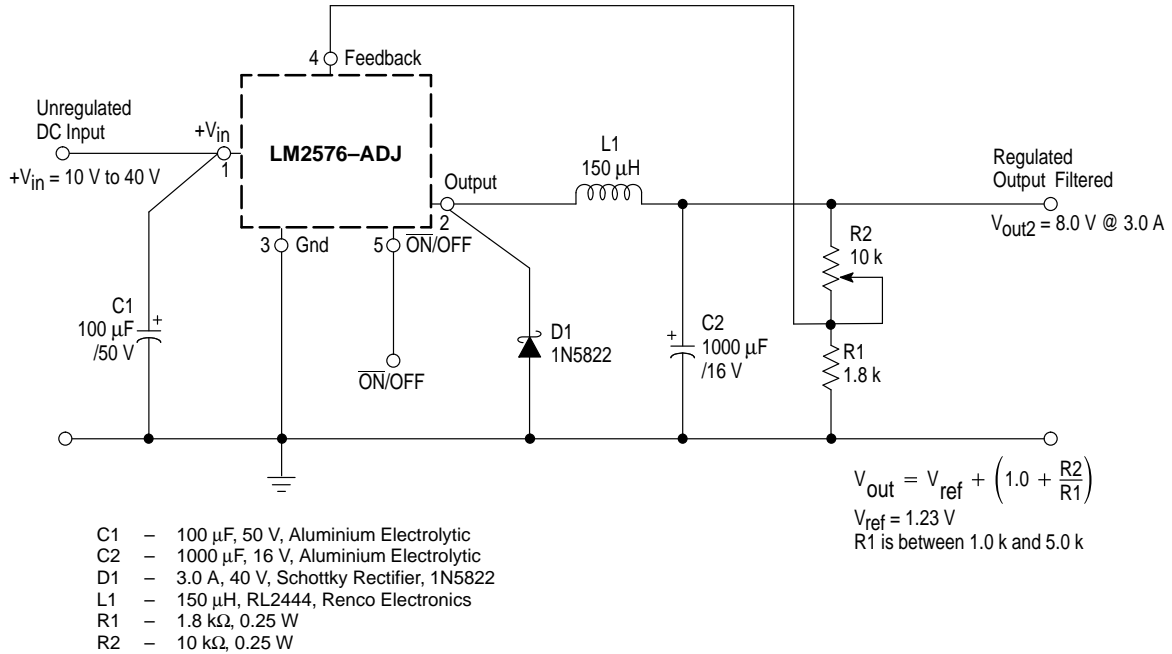 4 Feedback
Unregulated
DC Input
+Vin
1
+Vin = 10 V to 40 V
LM2576–ADJ
L1
150 μH
Output
2
Regulated
Output Filtered
Vout2 = 8.0 V @ 3.0 A
3 Gnd
5 ON/OFF
R2
10 k
C1
100 μF
/50 V
+
ON/OFF
D1
1N5822
+
C2
1000 μF
/16 V
R1
1.8 k
Vout = Vref + (1.0 + R2/R1)
Vref = 1.23 V
R1 is between 1.0 k and 5.0 k
C1 – 100 μF, 50 V, Aluminium Electrolytic
C2 – 1000 μF, 16 V, Aluminium Electrolytic
D1 – 3.0 A, 40 V, Schottky Rectifier, 1N5822
L1 – 150 μH, RL2444, Renco Electronics
R1 – 1.8 kΩ, 0.25 W
R2 – 10 kΩ, 0.25 W